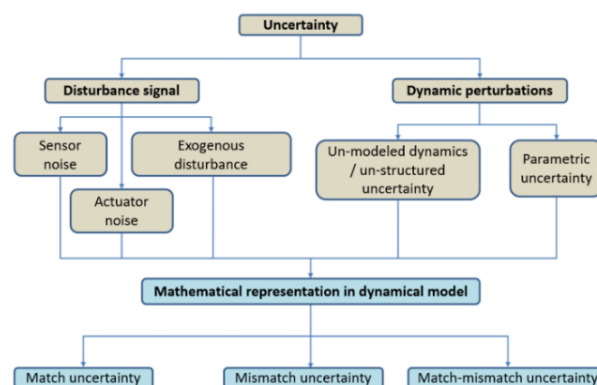 Uncertainty
Disturbance signal
Dynamic perturbations
Sensor
noise
Exogenous
disturbance
Actuator
noise
Un-modeled dynamics
/ un-structured
uncertainty
Parametric
uncertainty
Mathematical representation in dynamical model
Match uncertainty
Mismatch uncertainty
Match-mismatch uncertainty